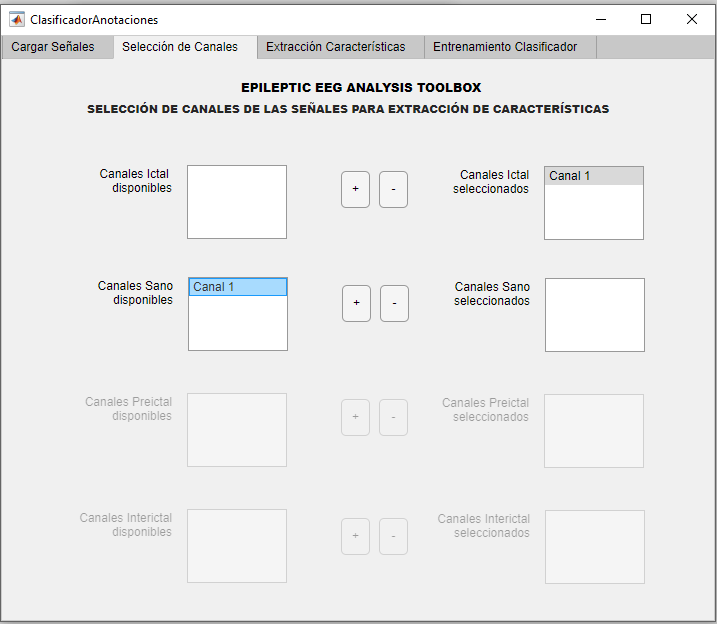 ClasificadorAnotaciones
Cargar Señales
Selección de Canales
Extracción Características
Entrenamiento Clasificador
EPILEPTIC EEG ANALYSIS TOOLBOX
SELECCIÓN DE CANALES DE LAS SEÑALES PARA EXTRACCIÓN DE CARACTERÍSTICAS
Canales Ictal
disponibles
+
-
Canales Ictal
seleccionados
Canal 1
Canales Sano
disponibles
Canal 1
+
-
Canales Sano
seleccionados
Canales Preictal
disponibles
+
-
Canales Preictal
seleccionados
Canales Interictal
disponibles
+
-
Canales Interictal
seleccionados